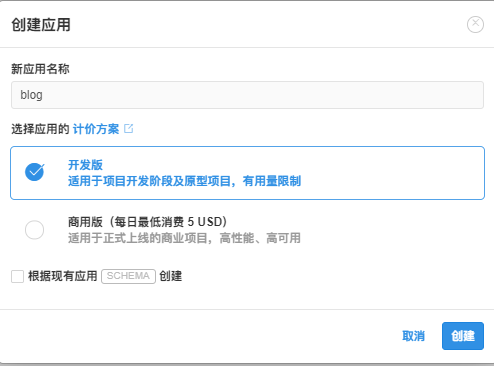 创建应用
新应用名称
blog
选择应用的 计价方案
开发版
适用于项目开发阶段及原型项目，有用量限制
商用版（每日最低消费 5 USD）
适用于正式上线的商业项目，高性能、高可用
根据现有应用 SCHEMA 创建
取消 创建